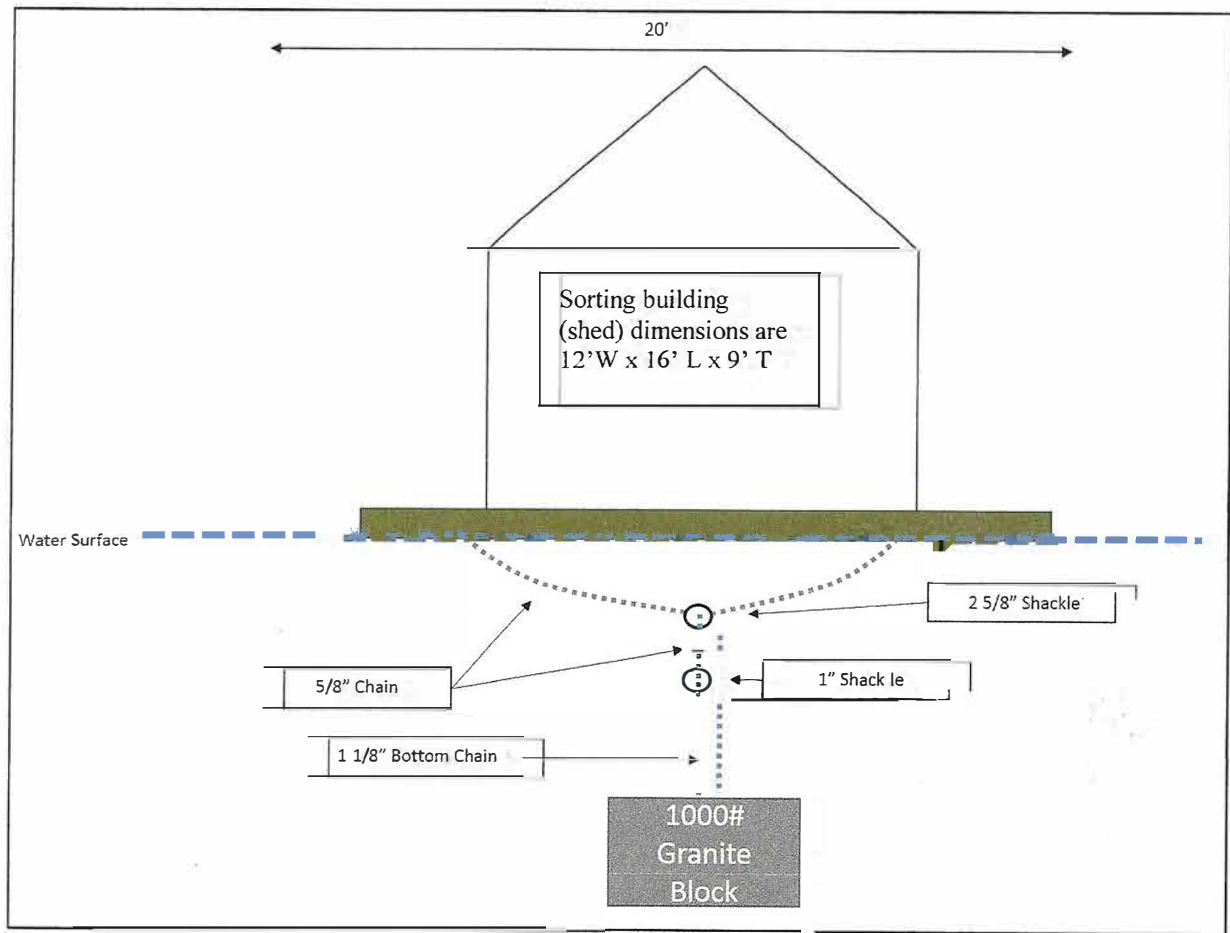 20'
Sorting building
(shed) dimensions are
12'W x 16' L x 9' T
Water Surface
2 5/8" Shackle
5/8" Chain
1" Shack le
1 1/8" Bottom Chain
1000#
Granite
Block